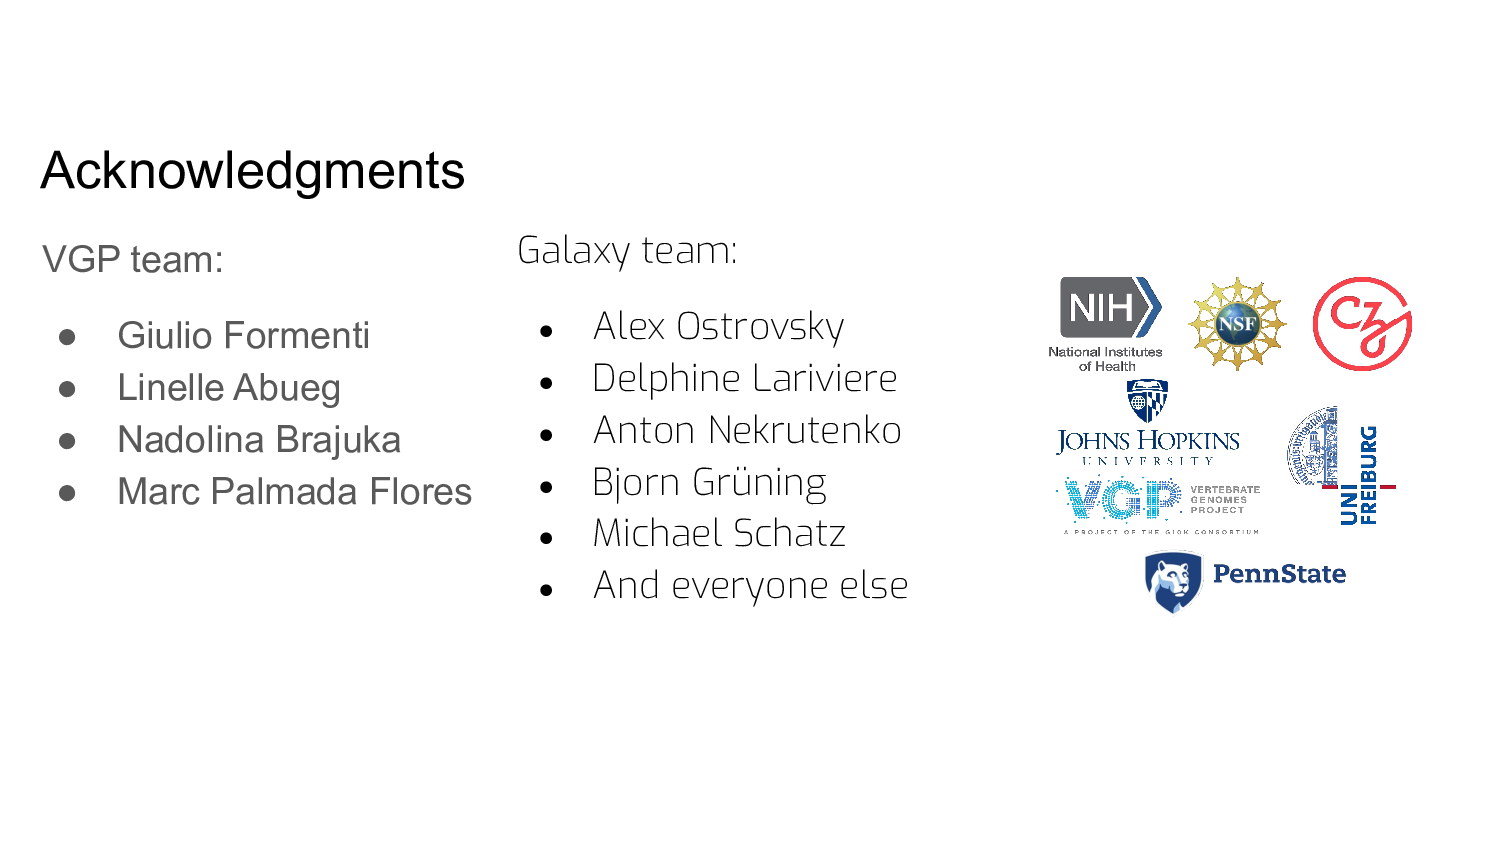 Acknowledgments
VGP team:
● Giulio Formenti
● Linelle Abueg
● Nadolina Brajuka
● Marc Palmada Flores
Galaxy team:
● Alex Ostrovsky
● Delphine Lariviere
● Anton Nekrutenko
● Bjorn Grüning
● Michael Schatz
● And everyone else
NIH
National Institutes
of Health
NSF
CZ
JOHNS HOPKINS
UNIVERSITY
VGP
VERTEBRATE
GENOMES
PROJECT
A PROJECT OF THE G10K CONSORTIUM
UNI
FREIBURG
PennState